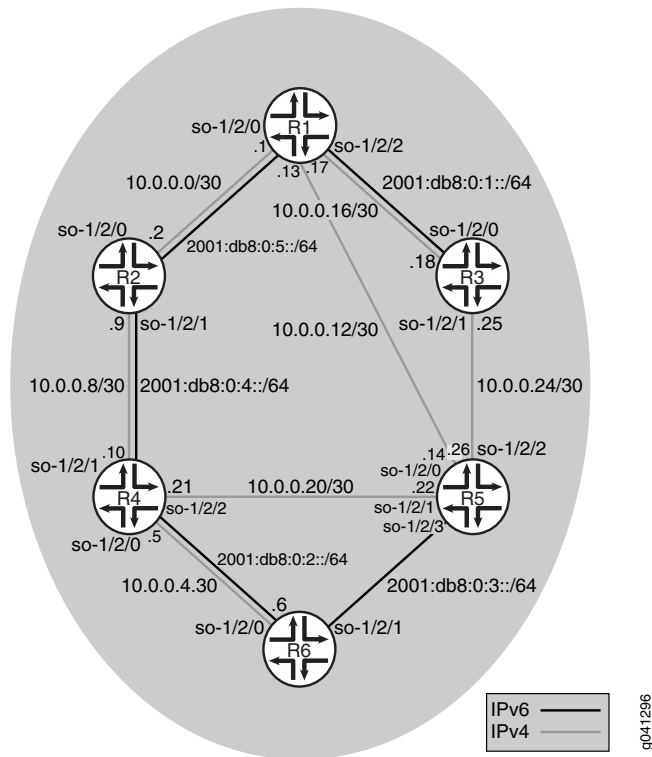 so-1/2/0
R1
.1
so-1/2/2
.13
.17
10.0.0.0/30
2001:db8:0:1::/64
10.0.0.16/30
so-1/2/0
.2
2001:db8:0:5::/64
so-1/2/0
R2
.18
R3
.9
so-1/2/1
so-1/2/1
.25
10.0.0.12/30
10.0.0.8/30
2001:db8:0:4::/64
10.0.0.24/30
.10
so-1/2/1
.14
.26
so-1/2/2
so-1/2/0
R4
.21
10.0.0.20/30
.22
R5
so-1/2/2
so-1/2/1
so-1/2/3
so-1/2/0
.5
2001:db8:0:2::/64
10.0.0.4.30
2001:db8:0:3::/64
.6
so-1/2/0
so-1/2/1
R6
IPv6
IPv4
g041296